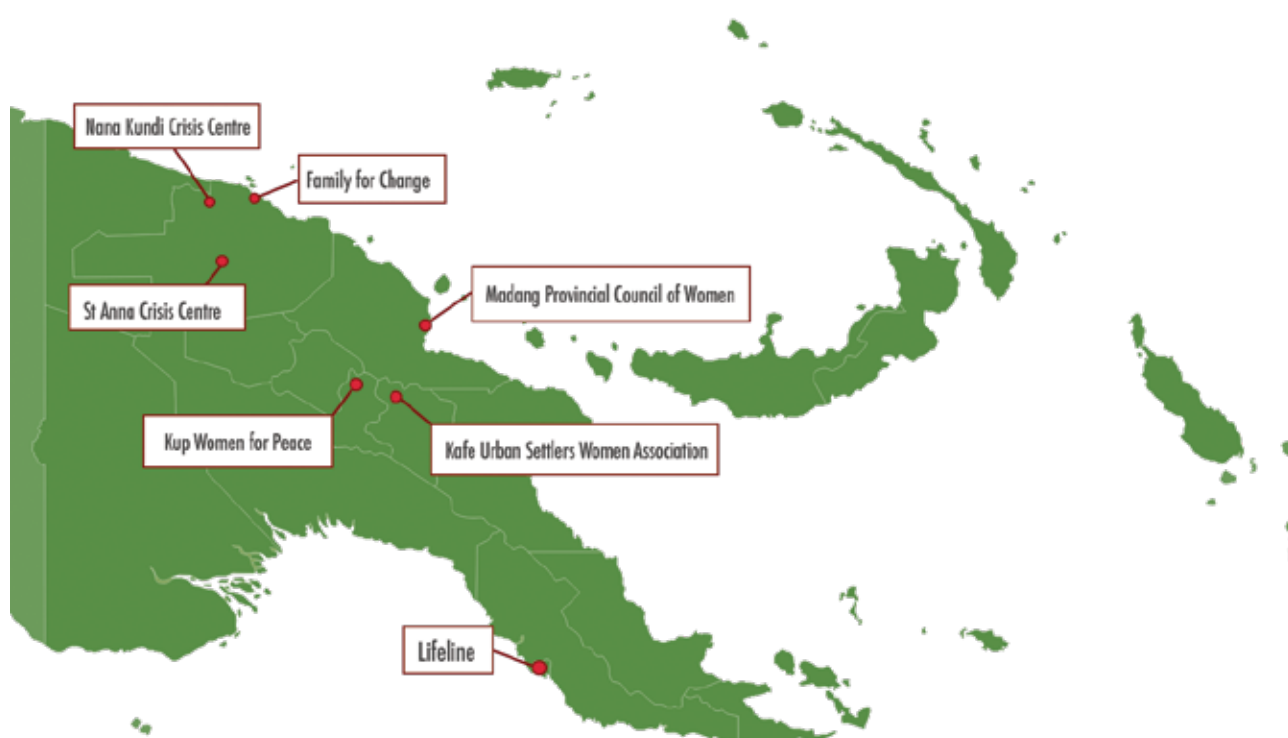 Nana Kundi Crisis Centre
Family for Change
St Anna Crisis Centre
Madang Provincial Council of Women
Kup Women for Peace
Kafe Urban Settlers Women Association
Lifeline